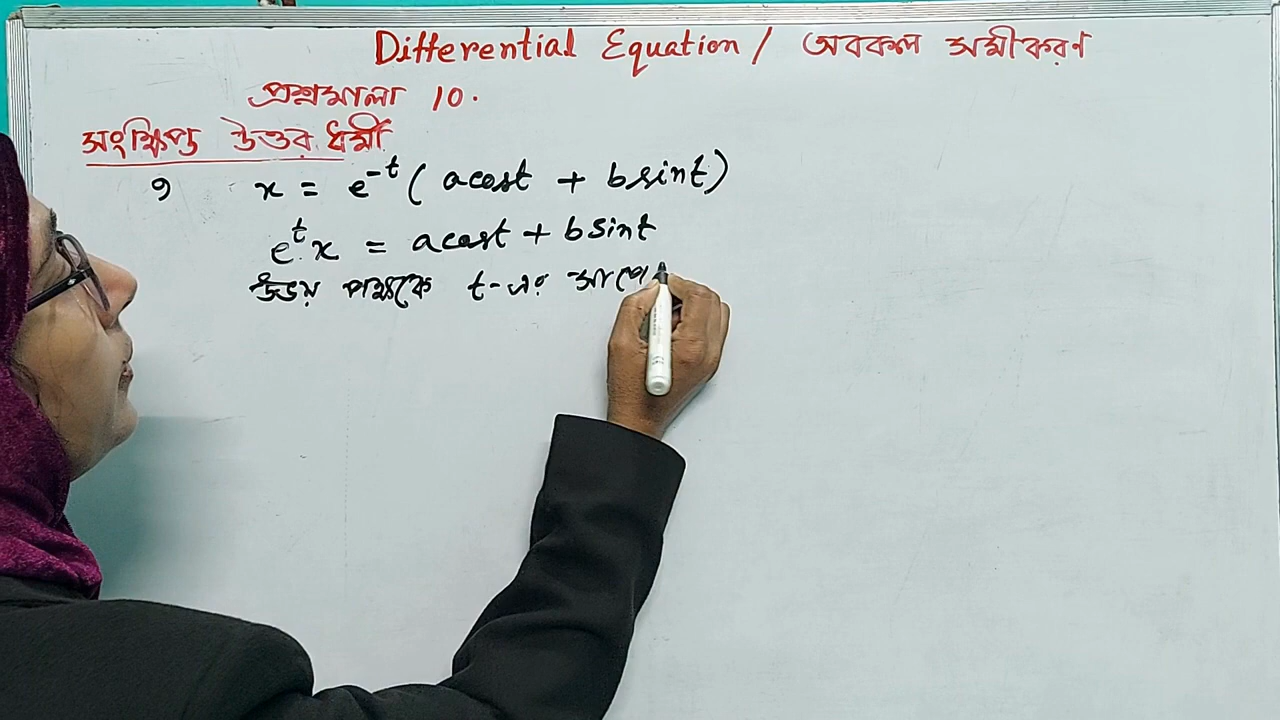 Differential Equation / অবকল সমীকরণ
প্রশ্নমালা 10.
সংক্ষিপ্ত উত্তর ধর্মী
9 x = e^-t ( acost + bsint)
e^t. x = acost + bsint
উভয় পক্ষকে t-এর সাপে